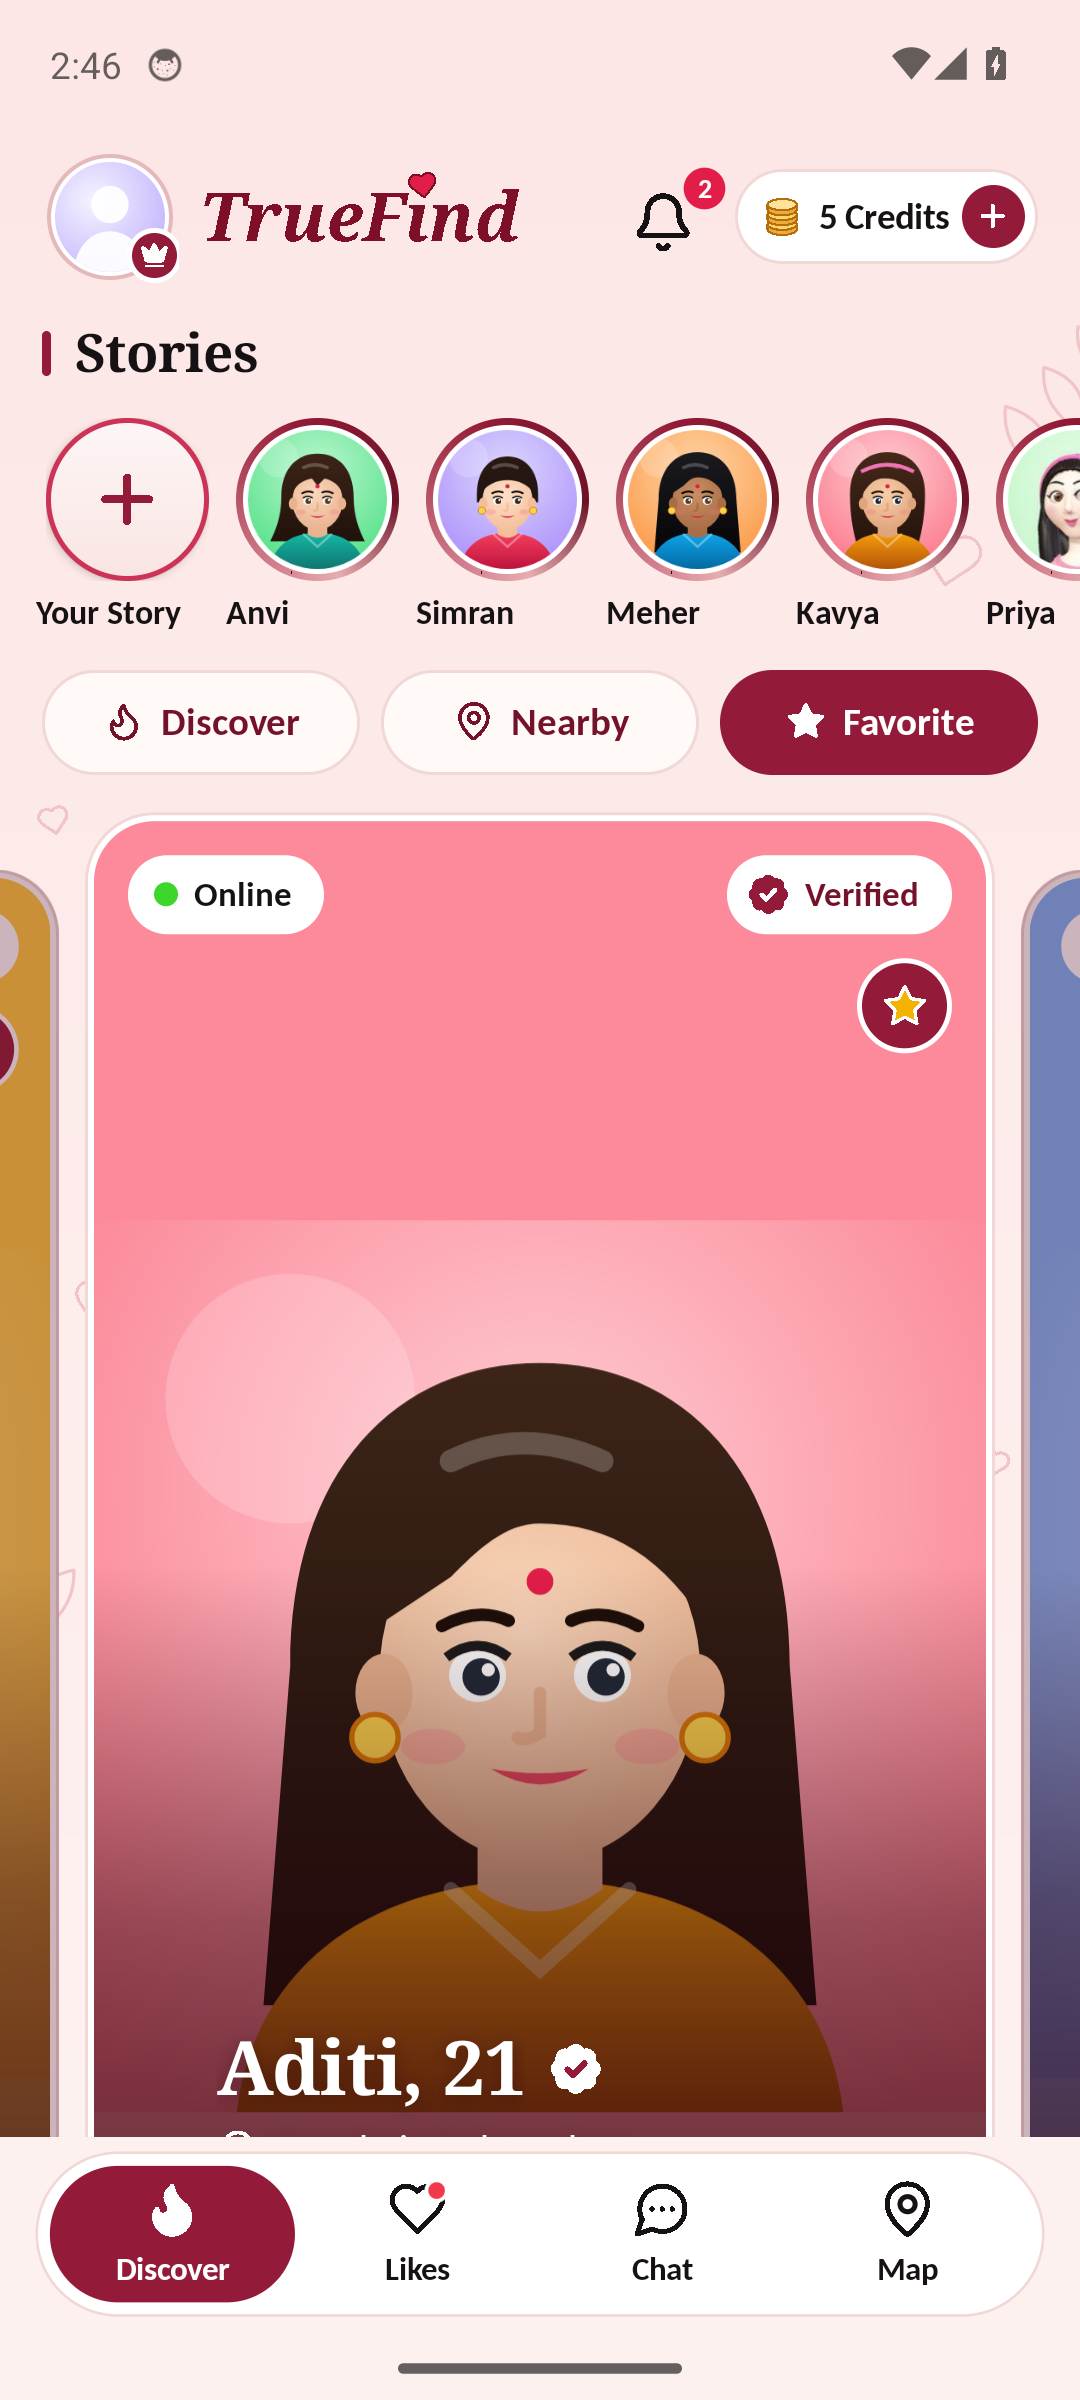 2:46
TrueFind
2
5 Credits
Stories
Your Story
Anvi
Simran
Meher
Kavya
Priya
Discover
Nearby
Favorite
Online
Verified
Aditi, 21
Discover
Likes
Chat
Map